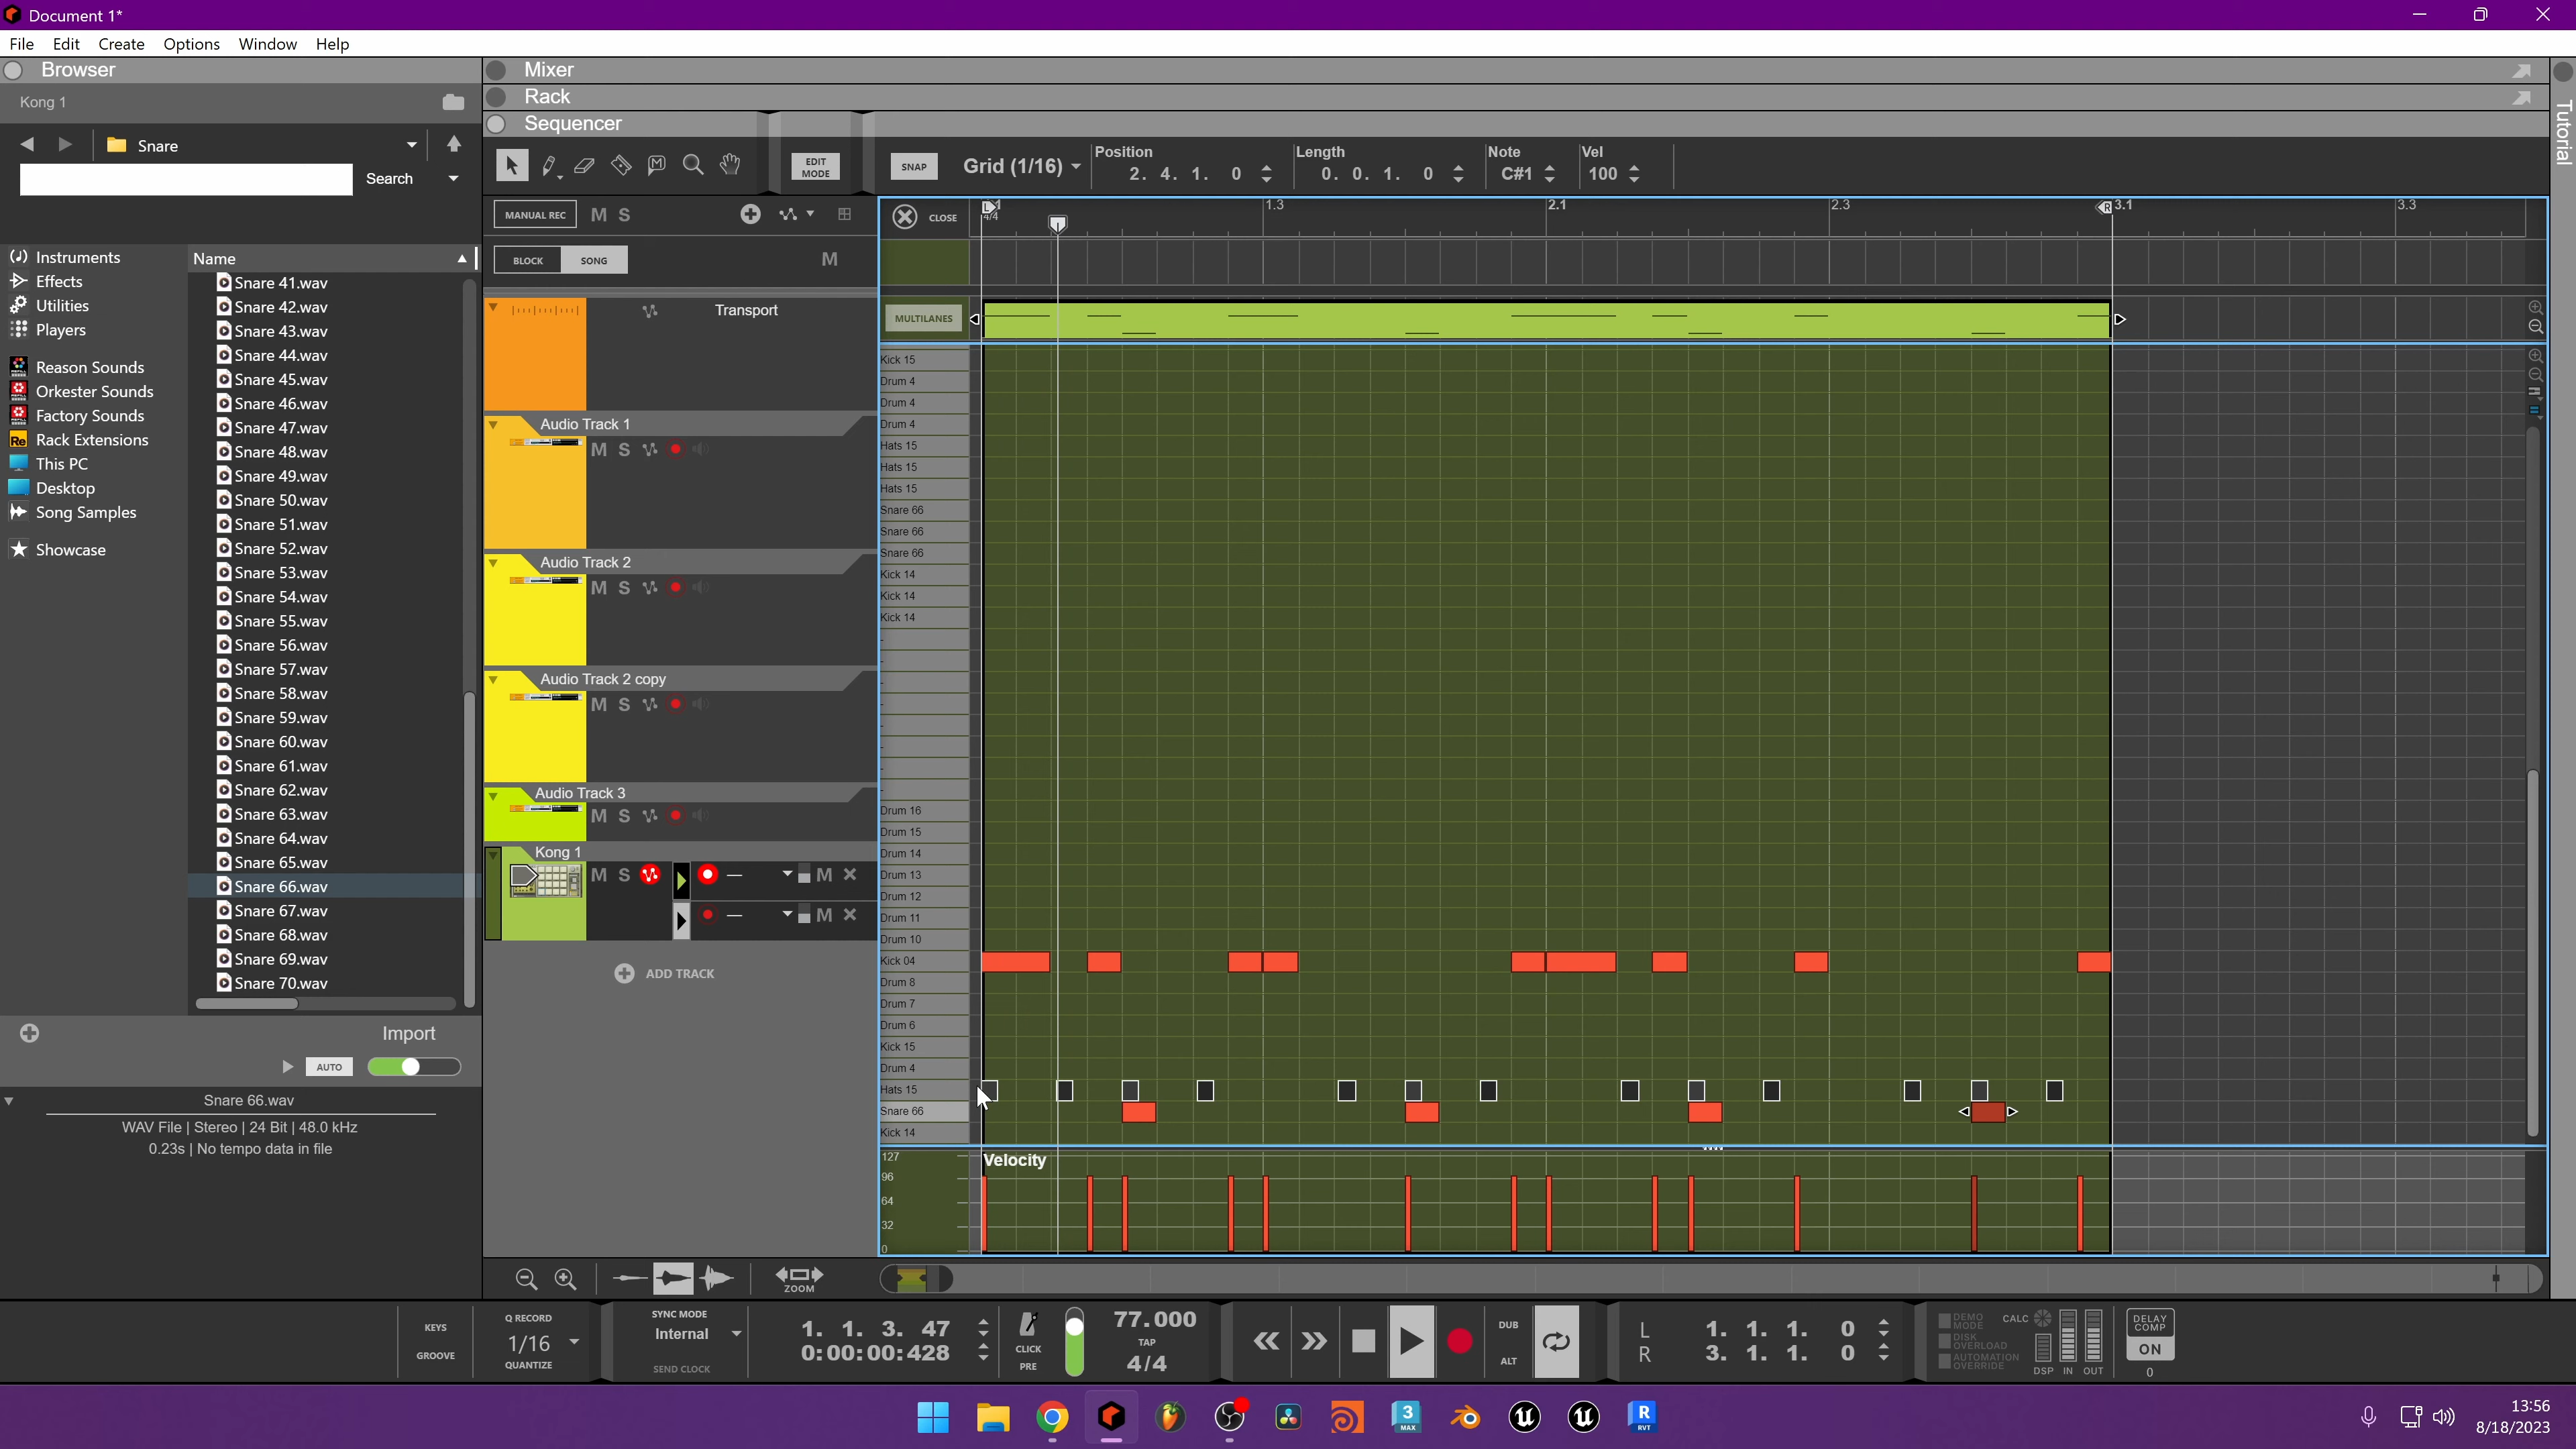 Document 1*
File Edit Create Options Window Help
Browser
Kong 1
Snare
Search
Instruments
Effects
Utilities
Players
Reason Sounds
Orkester Sounds
Factory Sounds
Rack Extensions
This PC
Desktop
Song Samples
Showcase
Name
Snare 41.wav
Snare 42.wav
Snare 43.wav
Snare 44.wav
Snare 45.wav
Snare 46.wav
Snare 47.wav
Snare 48.wav
Snare 49.wav
Snare 50.wav
Snare 51.wav
Snare 52.wav
Snare 53.wav
Snare 54.wav
Snare 55.wav
Snare 56.wav
Snare 57.wav
Snare 58.wav
Snare 59.wav
Snare 60.wav
Snare 61.wav
Snare 62.wav
Snare 63.wav
Snare 64.wav
Snare 65.wav
Snare 66.wav
Snare 67.wav
Snare 68.wav
Snare 69.wav
Snare 70.wav
Import
AUTO
Snare 66.wav
WAV File | Stereo | 24 Bit | 48.0 kHz
0.23s | No tempo data in file
Mixer
Rack
Sequencer
Tutorial
EDIT MODE
SNAP
Grid (1/16)
Position
2. 4. 1. 0
Length
0. 0. 1. 0
Note
C#1
Vel
100
MANUAL REC M S
BLOCK SONG M
Transport
Audio Track 1
M S
Audio Track 2
M S
Audio Track 2 copy
M S
Audio Track 3
M S
Kong 1
M S M
M
ADD TRACK
CLOSE
4/4
1.3 2.1 2.3 3.1 3.3
L R
MULTILANES
Kick 15
Drum 4
Drum 4
Drum 4
Hats 15
Hats 15
Hats 15
Snare 66
Snare 66
Snare 66
Kick 14
Kick 14
Kick 14
Drum 16
Drum 15
Drum 14
Drum 13
Drum 12
Drum 11
Drum 10
Kick 04
Drum 8
Drum 7
Drum 6
Kick 15
Drum 4
Hats 15
Snare 66
Kick 14
Velocity
127
96
64
32
0
ZOOM
KEYS
GROOVE
Q RECORD
1/16
QUANTIZE
SYNC MODE
Internal
SEND CLOCK
1. 1. 3. 47
0:00:00:428
CLICK
PRE
77.000
TAP
4/4
DUB
ALT
L 1. 1. 1. 0
R 3. 1. 1. 0
DEMO MODE
DISK OVERLOAD
AUTOMATION OVERRIDE
CALC
DSP IN OUT
DELAY COMP
ON
0
Re
3
MAX
R
RVT
13:56
8/18/2023